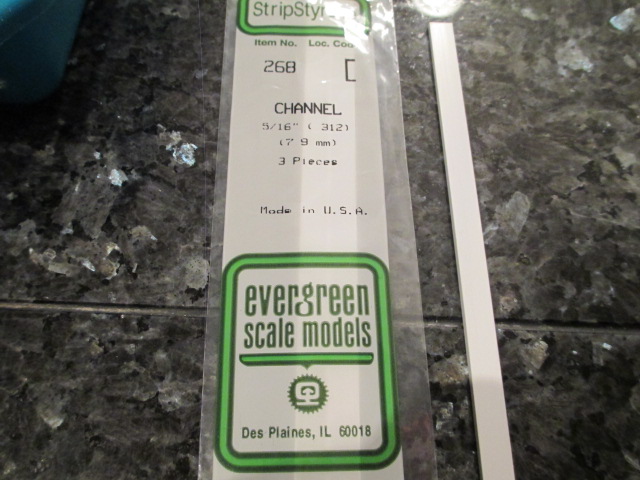 Item No. Loc. Code
268
CHANNEL
5/16" ( 312)
(7 9 mm)
3 Pieces
Made in U.S.A.
evergreen
scale models
Des Plaines, IL 60018